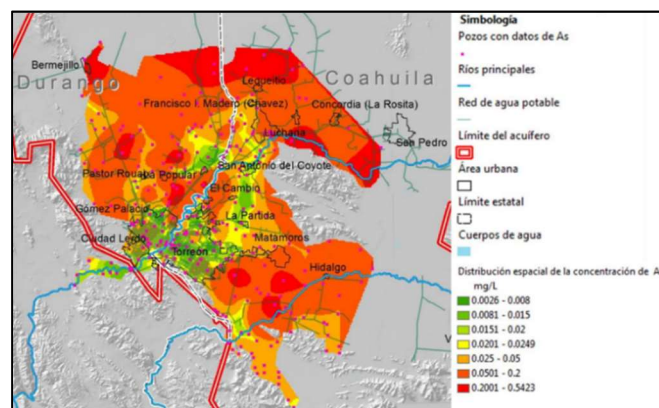 Bermejillo
Durango
Coahuila
Lequeitio
Francisco I. Madero (Chavez)
Concordia (La Rosita)
Luchana
San Pedro
San Antonio del Coyote
Pastor Rouaix
Popular
El Cambio
Gómez Palacio
La Partida
Ciudad Lerdo
Torreón
Matamoros
Hidalgo
Simbología
Pozos con datos de As
Ríos principales
Red de agua potable
Límite del acuífero
Área urbana
Límite estatal
Cuerpos de agua
Distribución espacial de la concentración de A
mg/L
0.0026 - 0.008
0.0081 - 0.015
0.0151 - 0.02
0.0201 - 0.0249
0.025 - 0.05
0.0501 - 0.2
0.2001 - 0.5423